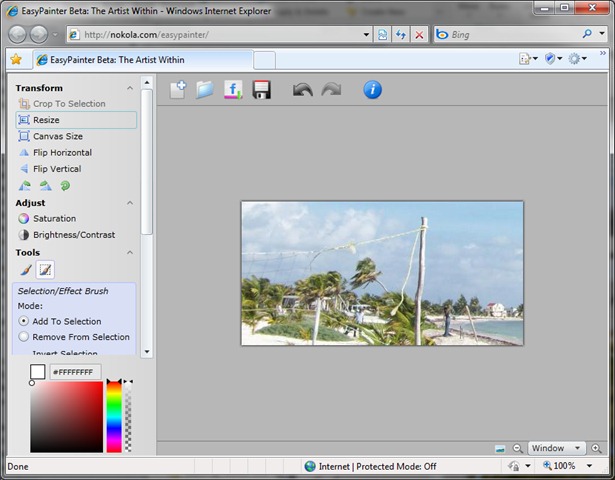 EasyPainter Beta: The Artist Within - Windows Internet Explorer
http://nokola.com/easypainter/
Bing
EasyPainter Beta: The Artist Within
Transform
Crop To Selection
Resize
Canvas Size
Flip Horizontal
Flip Vertical
Adjust
Saturation
Brightness/Contrast
Tools
Selection/Effect Brush
Mode:
Add To Selection
Remove From Selection
Invert Selection
#FFFFFFFF
Window
Done
Internet | Protected Mode: Off
100%